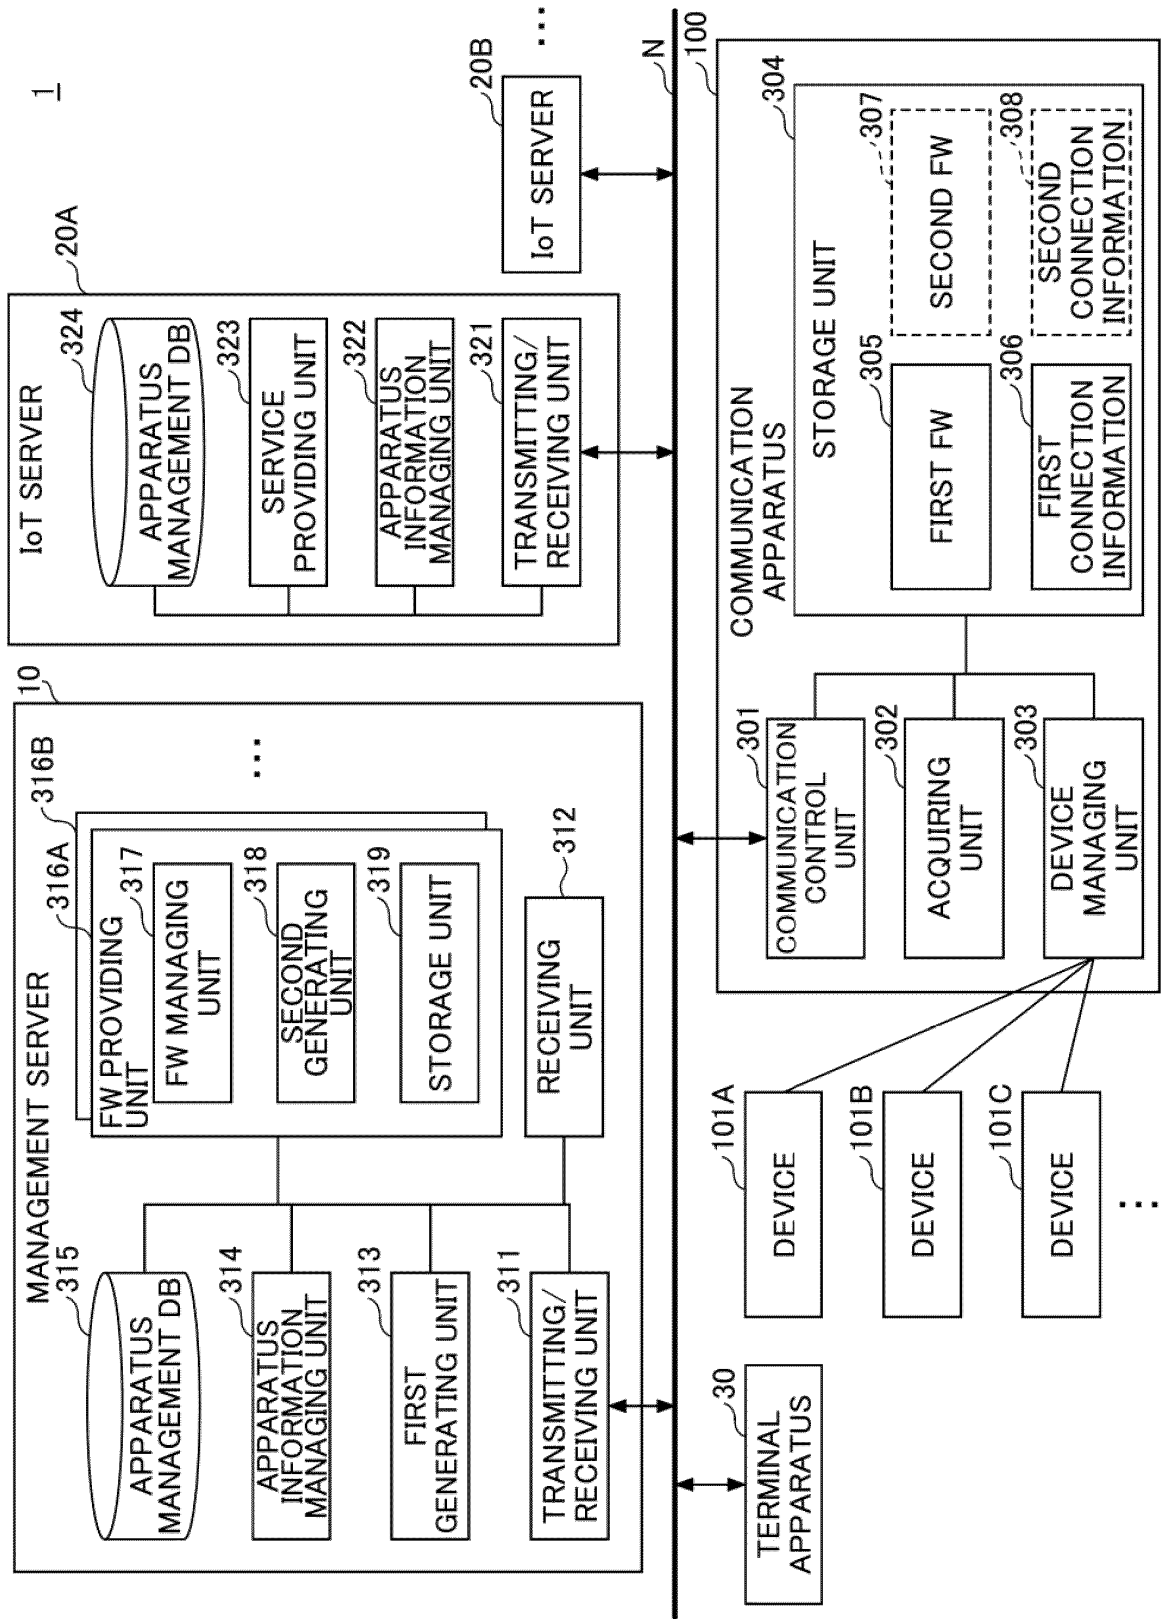 1
MANAGEMENT SERVER
10
315
APPARATUS
MANAGEMENT DB
314
APPARATUS
INFORMATION
MANAGING UNIT
313
FIRST
GENERATING UNIT
311
TRANSMITTING/
RECEIVING UNIT
316A
316B
FW PROVIDING
UNIT
317
FW MANAGING
UNIT
318
SECOND
GENERATING
UNIT
319
STORAGE UNIT
...
312
RECEIVING
UNIT
IoT SERVER
20A
324
APPARATUS
MANAGEMENT DB
323
SERVICE
PROVIDING UNIT
322
APPARATUS
INFORMATION
MANAGING UNIT
321
TRANSMITTING/
RECEIVING UNIT
20B
IoT SERVER
...
N
30
TERMINAL
APPARATUS
101A
DEVICE
101B
DEVICE
101C
DEVICE
...
100
COMMUNICATION
APPARATUS
301
COMMUNICATION
CONTROL
UNIT
302
ACQUIRING
UNIT
303
DEVICE
MANAGING
UNIT
304
STORAGE UNIT
305
FIRST FW
306
FIRST
CONNECTION
INFORMATION
307
SECOND FW
308
SECOND
CONNECTION
INFORMATION